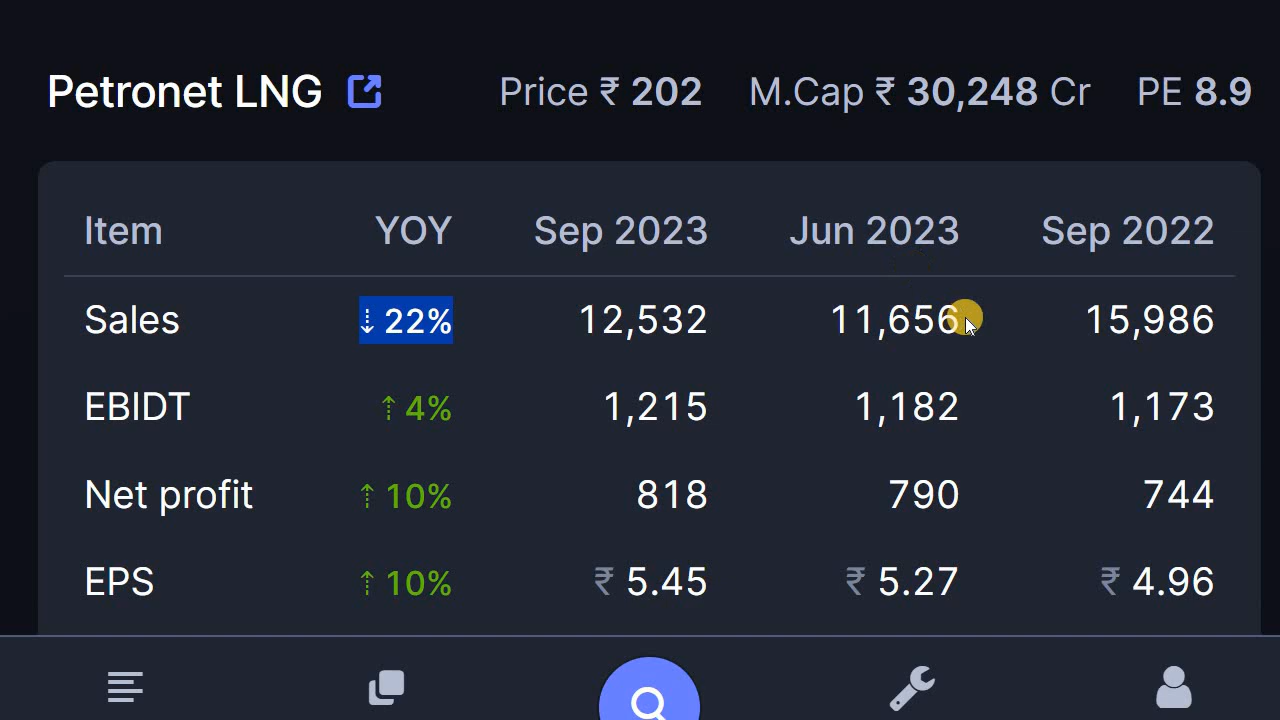 Petronet LNG Price ₹ 202 M.Cap ₹ 30,248 Cr PE 8.9
Item YOY Sep 2023 Jun 2023 Sep 2022
Sales ⇣ 22% 12,532 11,656 15,986
EBIDT ⇡ 4% 1,215 1,182 1,173
Net profit ⇡ 10% 818 790 744
EPS ⇡ 10% ₹ 5.45 ₹ 5.27 ₹ 4.96